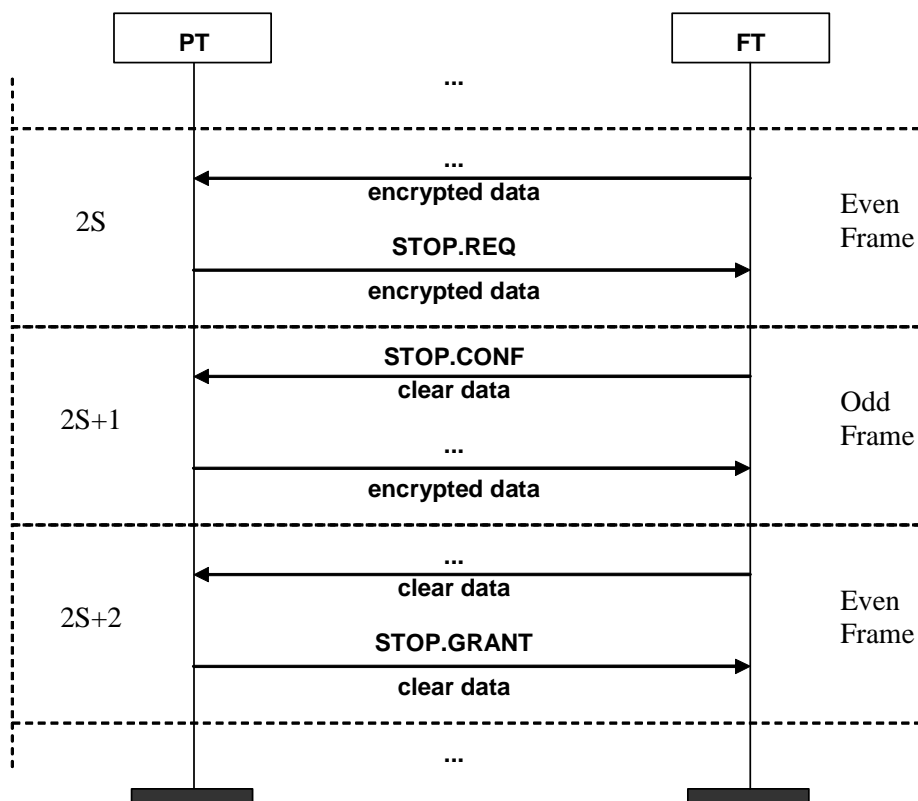 PT FT
...
...
encrypted data
2S
Even
Frame
STOP.REQ
encrypted data
STOP.CONF
clear data
2S+1
Odd
Frame
...
encrypted data
...
clear data
2S+2
Even
Frame
STOP.GRANT
clear data
...